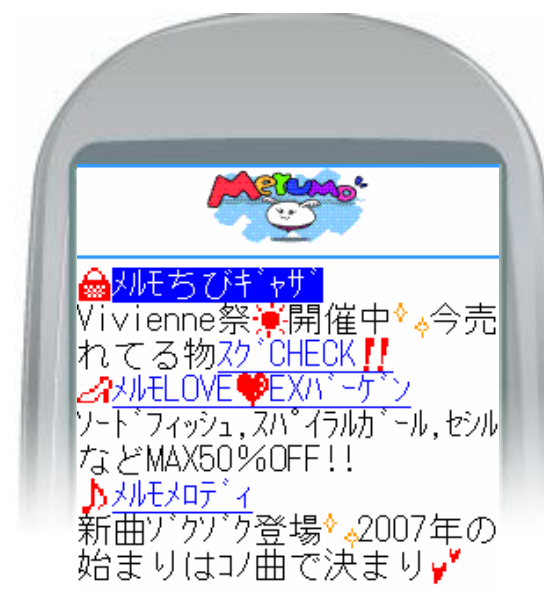 Merumo
ﾒﾙﾓちびｷﾞｬｻﾞ
Vivienne祭開催中今売
れてる物ｽｸﾞCHECK!!
ﾒﾙﾓLOVE♥EXﾊﾞｰｹﾞﾝ
ｿｰﾄﾞﾌｨｯｼｭ,ｽﾊﾟｲﾗﾙｶﾞｰﾙ,ｾｼﾙ
などMAX50%OFF!!
♪ﾒﾙﾓﾒﾛﾃﾞｨ
新曲ｿﾞｸｿﾞｸ登場2007年の
始まりはｺﾉ曲で決まり